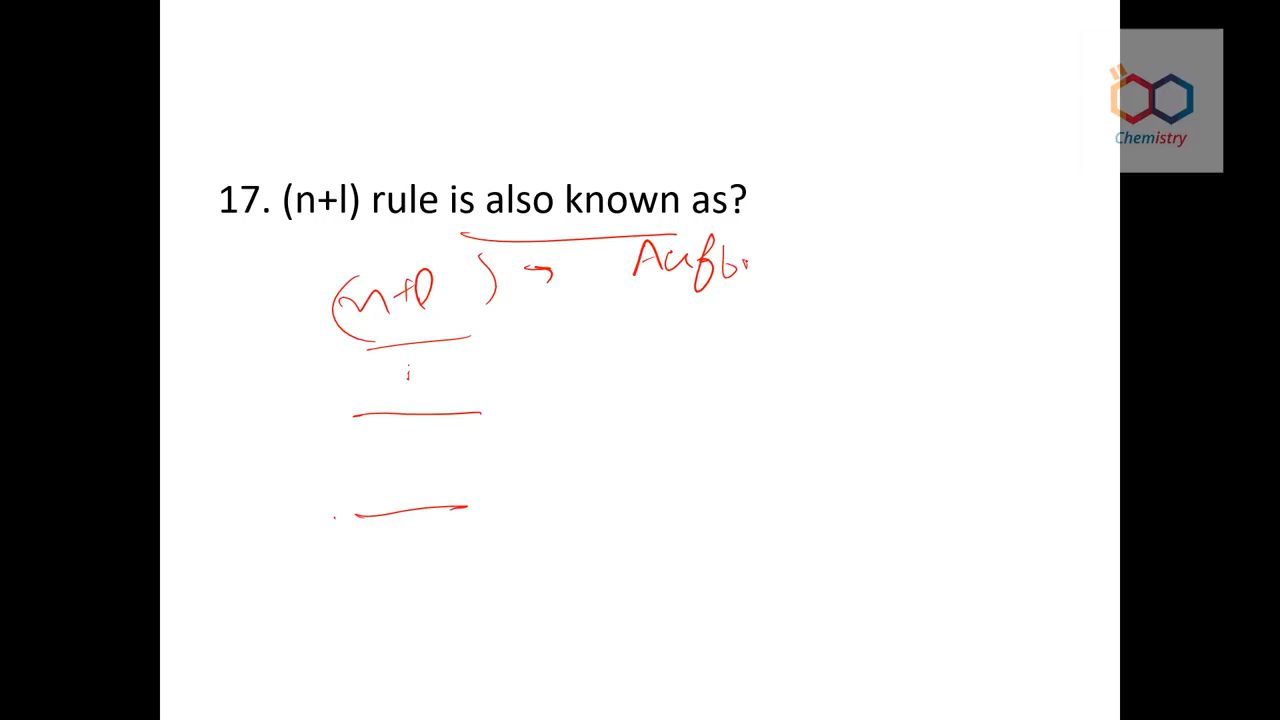 Chemistry
17. (n+l) rule is also known as?
(n+l) → Aufb